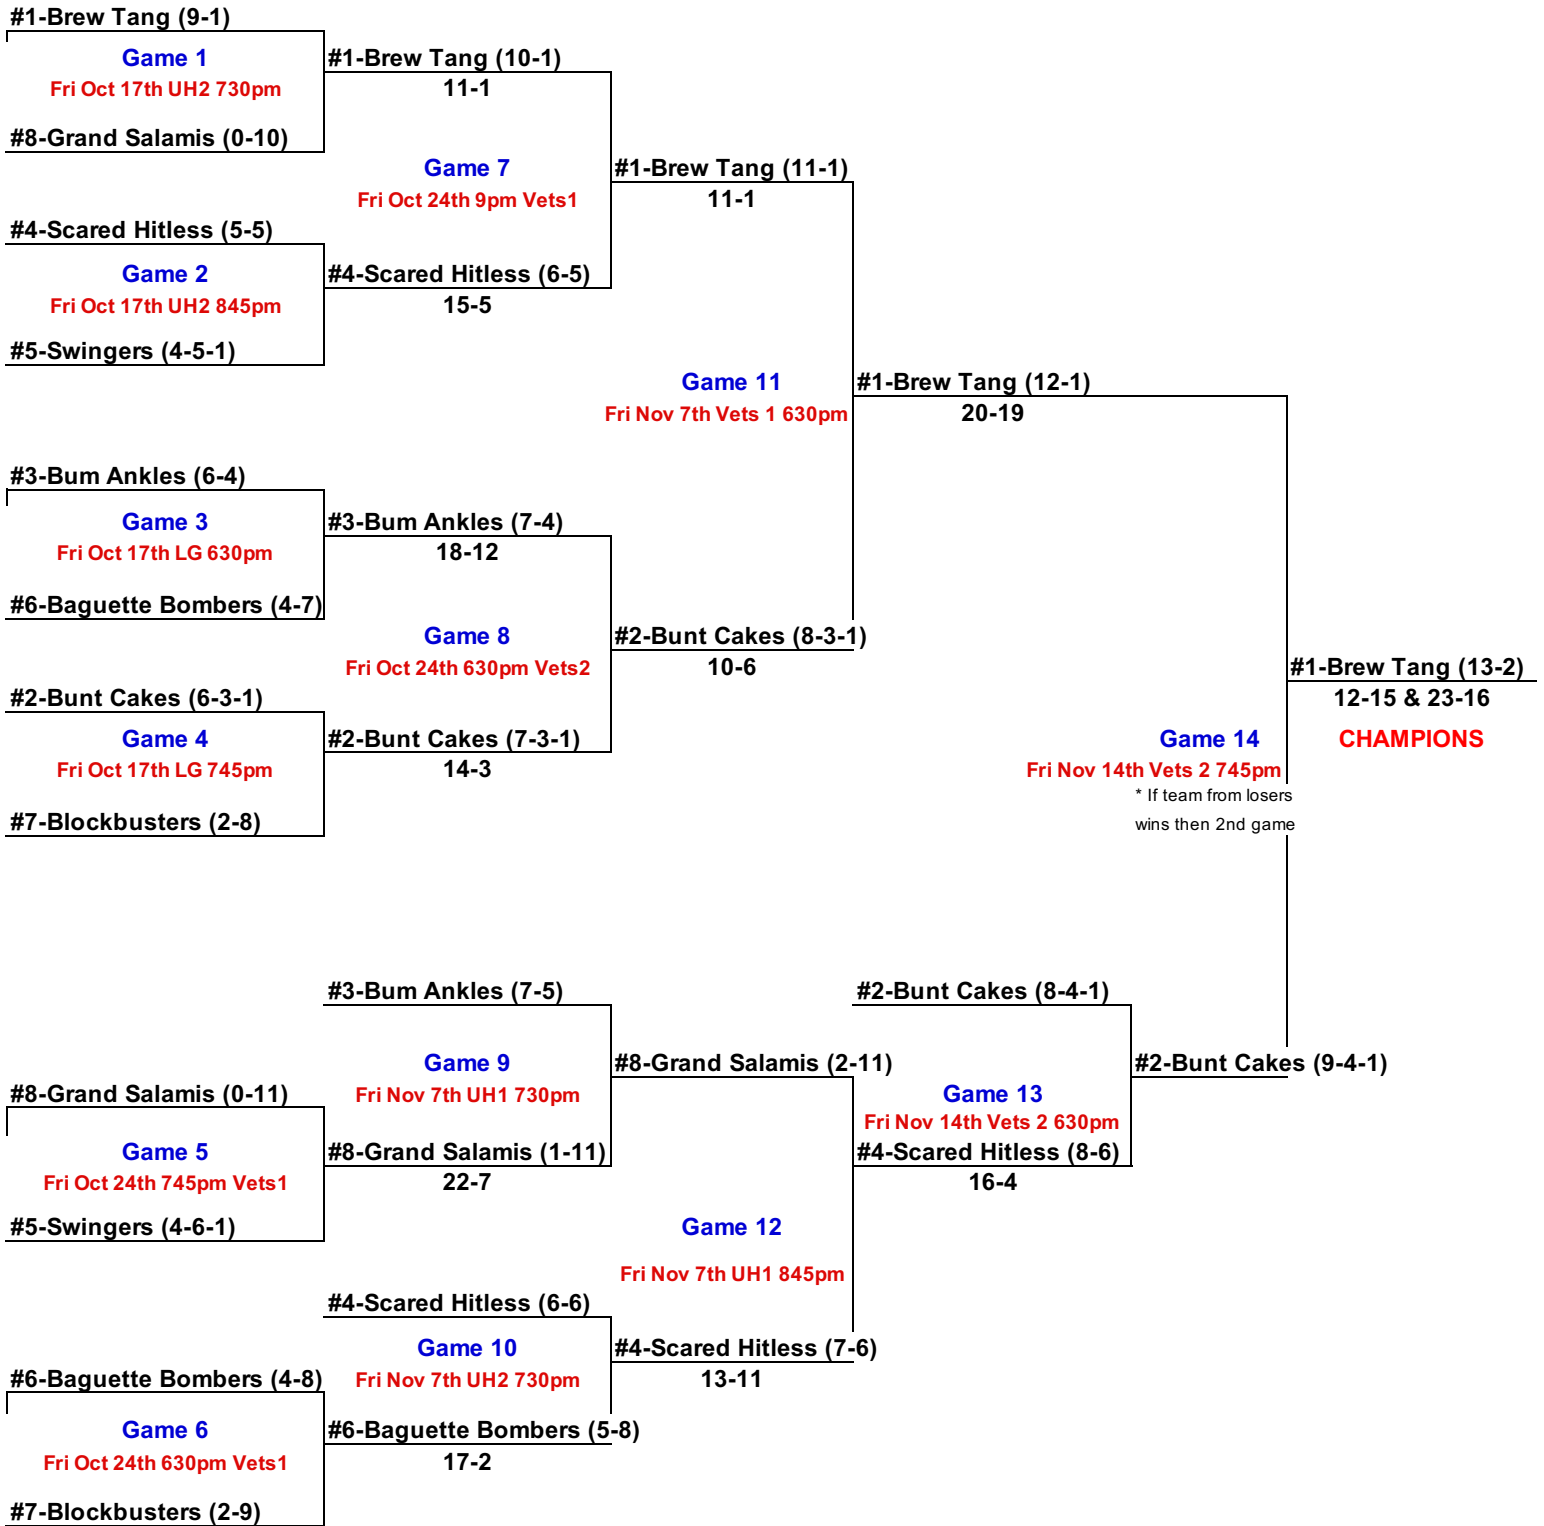 #1-Brew Tang (9-1)
Game 1
Fri Oct 17th UH2 730pm
#8-Grand Salamis (0-10)
#1-Brew Tang (10-1)
11-1
#4-Scared Hitless (5-5)
Game 2
Fri Oct 17th UH2 845pm
#5-Swingers (4-5-1)
#4-Scared Hitless (6-5)
15-5
Game 7
Fri Oct 24th 9pm Vets1
#1-Brew Tang (11-1)
11-1
#3-Bum Ankles (6-4)
Game 3
Fri Oct 17th LG 630pm
#6-Baguette Bombers (4-7)
#3-Bum Ankles (7-4)
18-12
#2-Bunt Cakes (6-3-1)
Game 4
Fri Oct 17th LG 745pm
#7-Blockbusters (2-8)
#2-Bunt Cakes (7-3-1)
14-3
Game 8
Fri Oct 24th 630pm Vets2
#2-Bunt Cakes (8-3-1)
10-6
Game 11
Fri Nov 7th Vets 1 630pm
#1-Brew Tang (12-1)
20-19
Game 14
Fri Nov 14th Vets 2 745pm
* If team from losers
wins then 2nd game
#1-Brew Tang (13-2)
12-15 & 23-16
CHAMPIONS
#3-Bum Ankles (7-5)
Game 9
Fri Nov 7th UH1 730pm
#8-Grand Salamis (0-11)
Game 5
Fri Oct 24th 745pm Vets1
#5-Swingers (4-6-1)
#8-Grand Salamis (1-11)
22-7
#8-Grand Salamis (2-11)
#4-Scared Hitless (6-6)
Game 10
Fri Nov 7th UH2 730pm
#6-Baguette Bombers (4-8)
Game 6
Fri Oct 24th 630pm Vets1
#7-Blockbusters (2-9)
#6-Baguette Bombers (5-8)
17-2
#4-Scared Hitless (7-6)
13-11
Game 12
Fri Nov 7th UH1 845pm
#2-Bunt Cakes (8-4-1)
Game 13
Fri Nov 14th Vets 2 630pm
#4-Scared Hitless (8-6)
16-4
#2-Bunt Cakes (9-4-1)